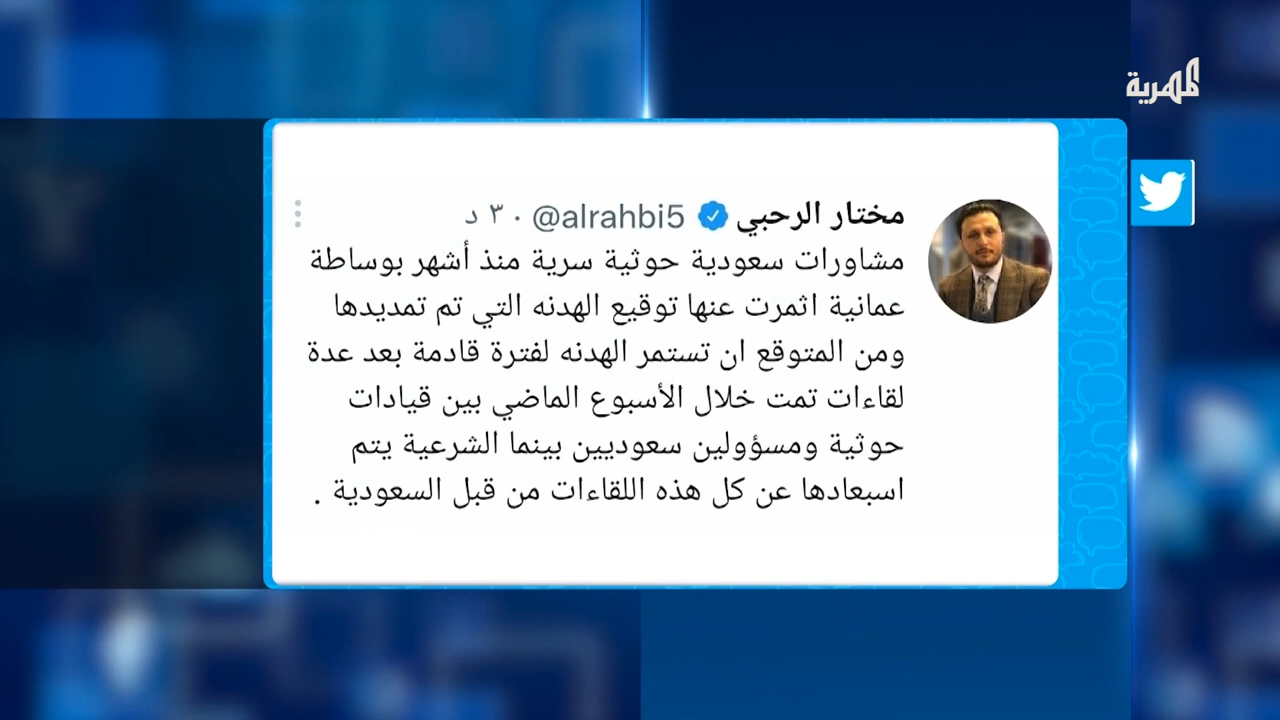 المهرية
مختار الرحبي @alrahbi5 · ٣٠ د
مشاورات سعودية حوثية سرية منذ أشهر بوساطة
عمانية اثمرت عنها توقيع الهدنه التي تم تمديدها
ومن المتوقع ان تستمر الهدنه لفترة قادمة بعد عدة
لقاءات تمت خلال الأسبوع الماضي بين قيادات
حوثية ومسؤولين سعوديين بينما الشرعية يتم
اسبعادها عن كل هذه اللقاءات من قبل السعودية .